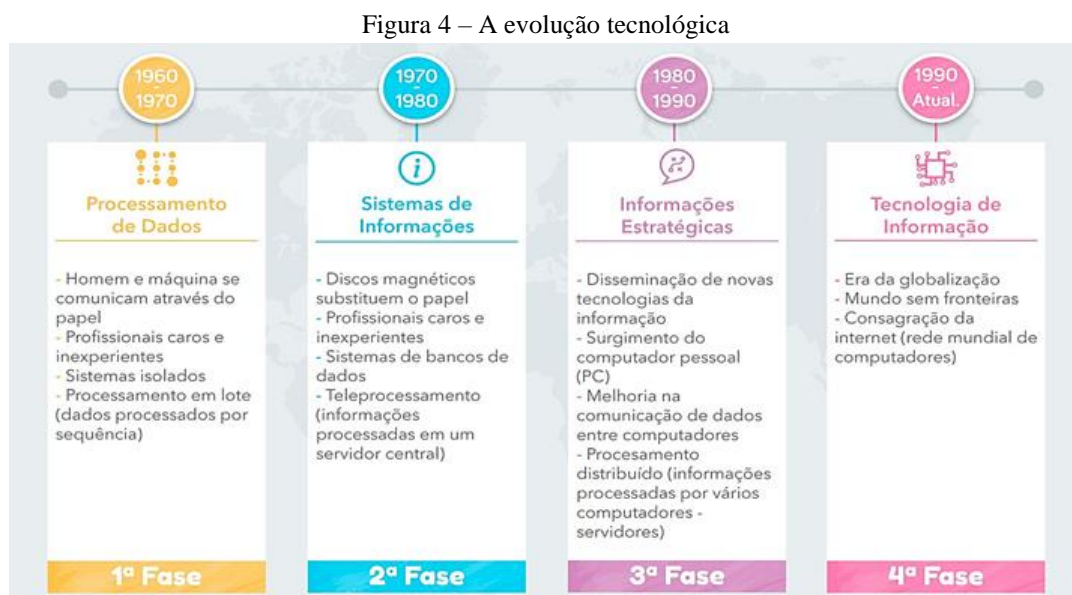 Figura 4 – A evolução tecnológica
1960
-
1970
Processamento
de Dados
- Homem e máquina se
comunicam através do
papel
- Profissionais caros e
inexperientes
- Sistemas isolados
- Processamento em lote
(dados processados por
sequência)
1ª Fase
1970
-
1980
Sistemas de
Informações
- Discos magnéticos
substituem o papel
- Profissionais caros e
inexperientes
- Sistemas de bancos de
dados
- Teleprocessamento
(informações
processadas em um
servidor central)
2ª Fase
1980
-
1990
Informações
Estratégicas
- Disseminação de novas
tecnologias da
informação
- Surgimento do
computador pessoal
(PC)
- Melhoria na
comunicação de dados
entre computadores
- Procesamento
distribuído (informações
processadas por vários
computadores -
servidores)
3ª Fase
1990
-
Atual.
Tecnologia de
Informação
- Era da globalização
- Mundo sem fronteiras
- Consagração da
internet (rede mundial de
computadores)
4ª Fase